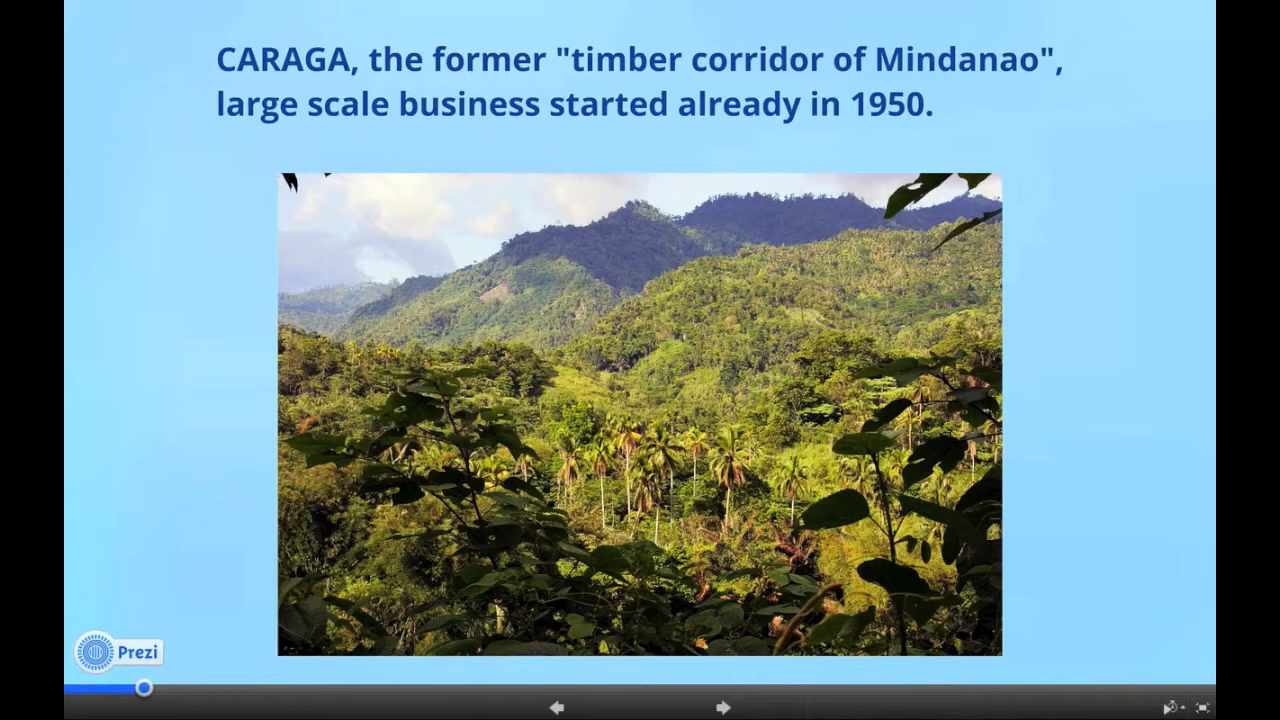 CARAGA, the former "timber corridor of Mindanao",
large scale business started already in 1950.
Prezi